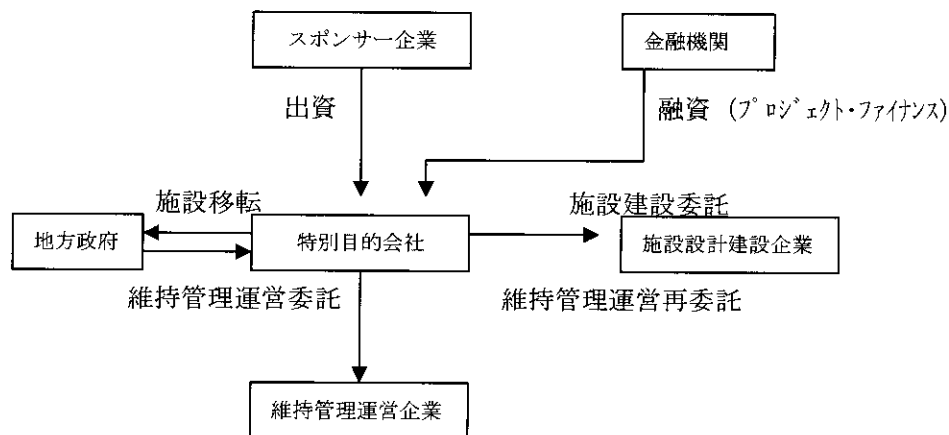 スポンサー企業
金融機関
出資
融資 (プロジェクト・ファイナンス)
施設移転
施設建設委託
地方政府
特別目的会社
施設設計建設企業
維持管理運営委託
維持管理運営再委託
維持管理運営企業